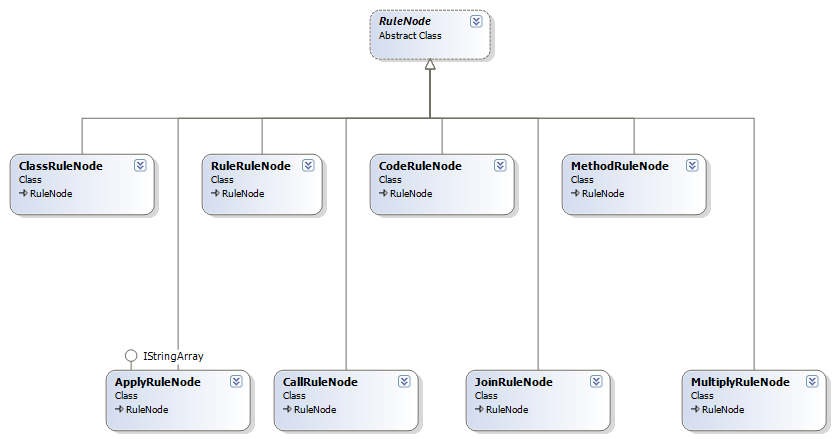 RuleNode
Abstract Class
ClassRuleNode
Class
RuleNode
RuleRuleNode
Class
RuleNode
CodeRuleNode
Class
RuleNode
MethodRuleNode
Class
RuleNode
IStringArray
ApplyRuleNode
Class
RuleNode
CallRuleNode
Class
RuleNode
JoinRuleNode
Class
RuleNode
MultiplyRuleNode
Class
RuleNode